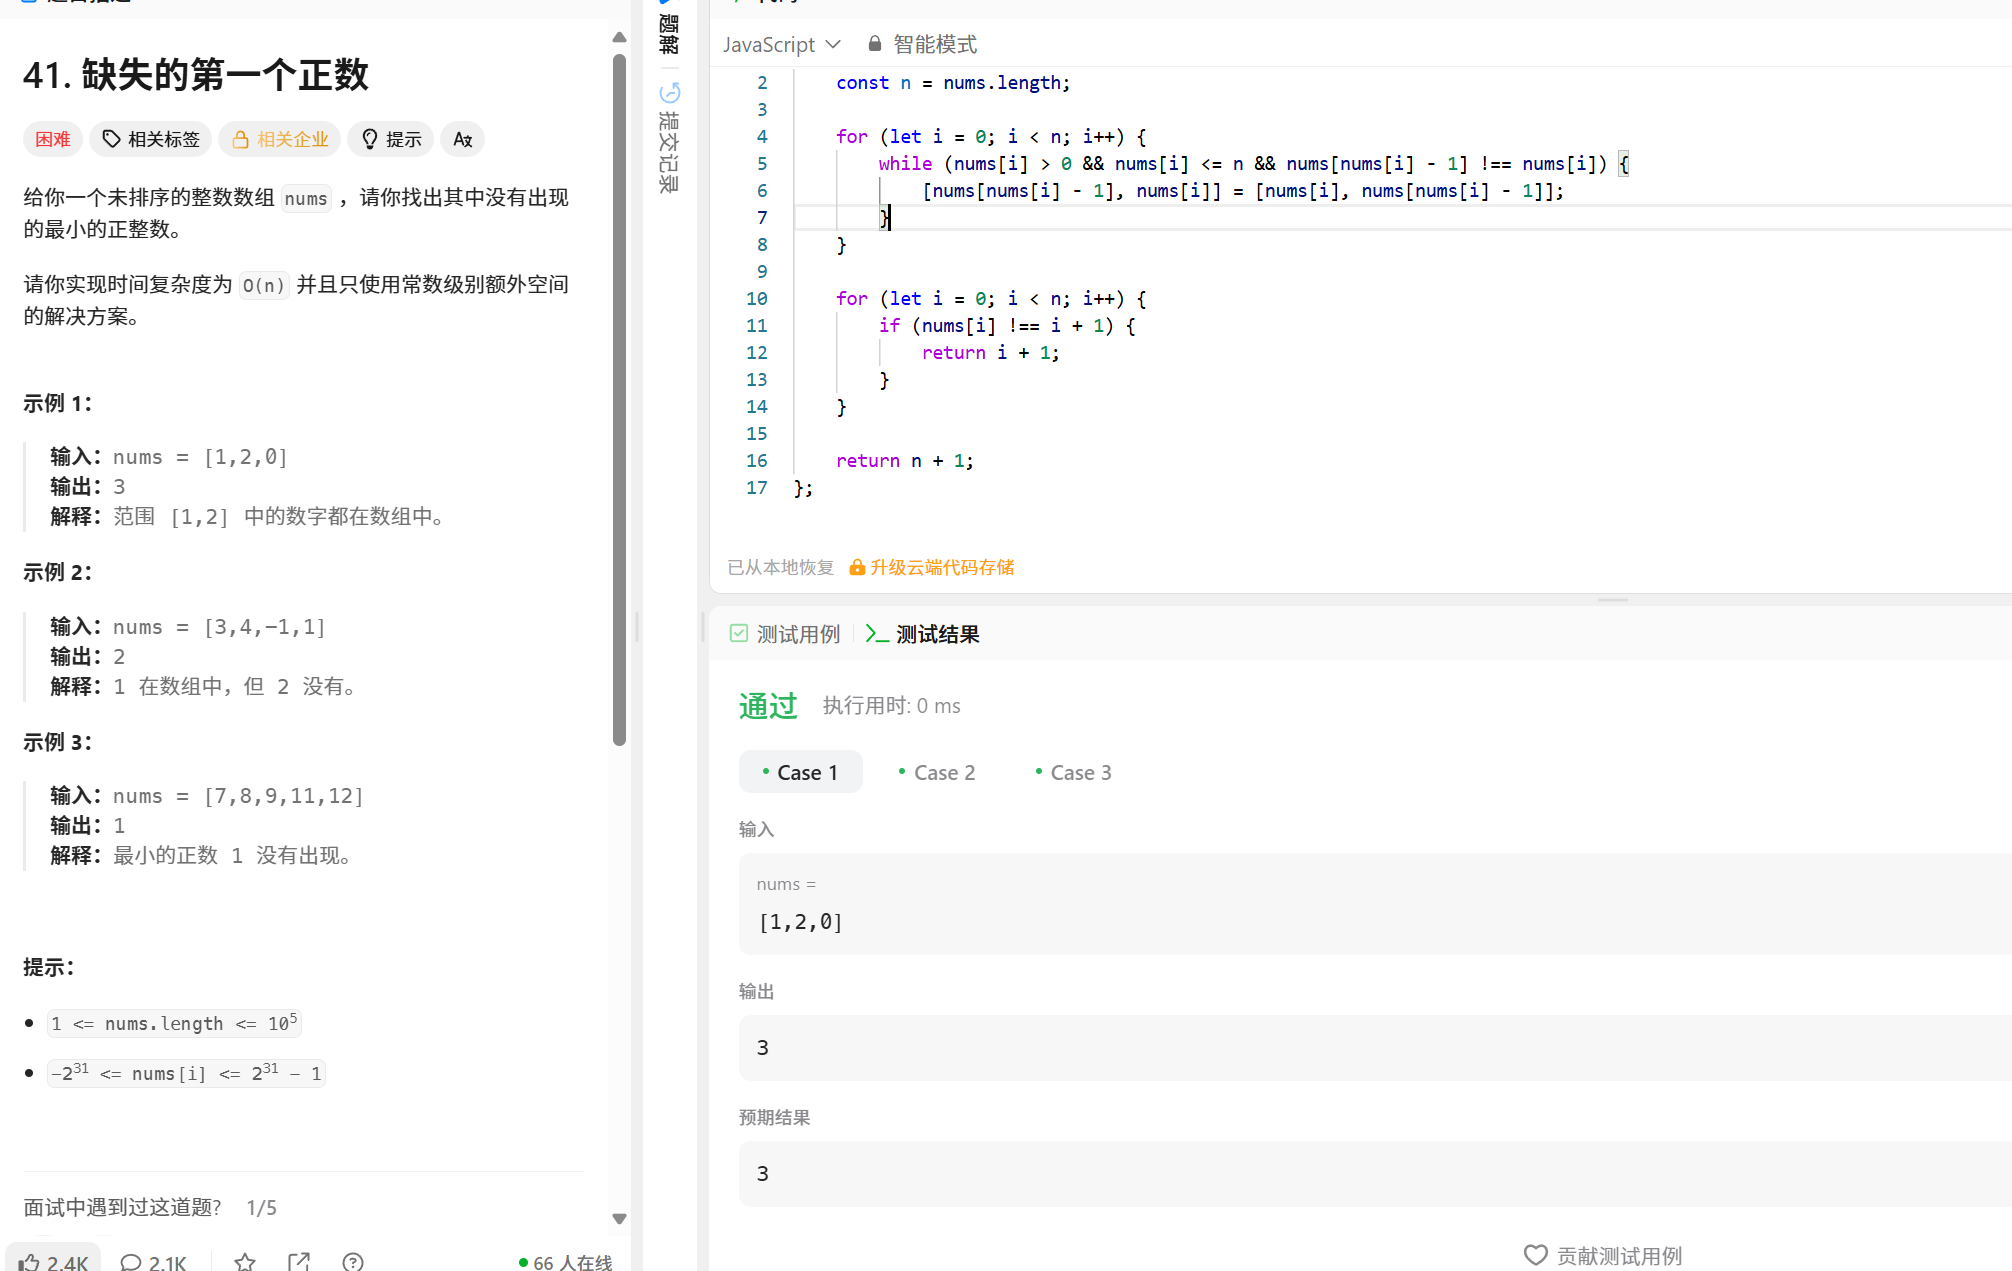 41. 缺失的第一个正数
困难 相关标签 相关企业 提示
给你一个未排序的整数数组 nums ，请你找出其中没有出现
的最小的正整数。
请你实现时间复杂度为 O(n) 并且只使用常数级别额外空间
的解决方案。
示例 1：
输入：nums = [1,2,0]
输出：3
解释：范围 [1,2] 中的数字都在数组中。
示例 2：
输入：nums = [3,4,-1,1]
输出：2
解释：1 在数组中，但 2 没有。
示例 3：
输入：nums = [7,8,9,11,12]
输出：1
解释：最小的正数 1 没有出现。
提示：
1 <= nums.length <= 10⁵
-2³¹ <= nums[i] <= 2³¹ - 1
面试中遇到过这道题? 1/5
2.4K 2.1K 66 人在线
题解
提交记录
JavaScript 智能模式
2 const n = nums.length;
3
4 for (let i = 0; i < n; i++) {
5 while (nums[i] > 0 && nums[i] <= n && nums[nums[i] - 1] !== nums[i]) {
6 [nums[nums[i] - 1], nums[i]] = [nums[i], nums[nums[i] - 1]];
7 }
8 }
9
10 for (let i = 0; i < n; i++) {
11 if (nums[i] !== i + 1) {
12 return i + 1;
13 }
14 }
15
16 return n + 1;
17 };
已从本地恢复 升级云端代码存储
测试用例 测试结果
通过 执行用时: 0 ms
Case 1 Case 2 Case 3
输入
nums =
[1,2,0]
输出
3
预期结果
3
贡献测试用例